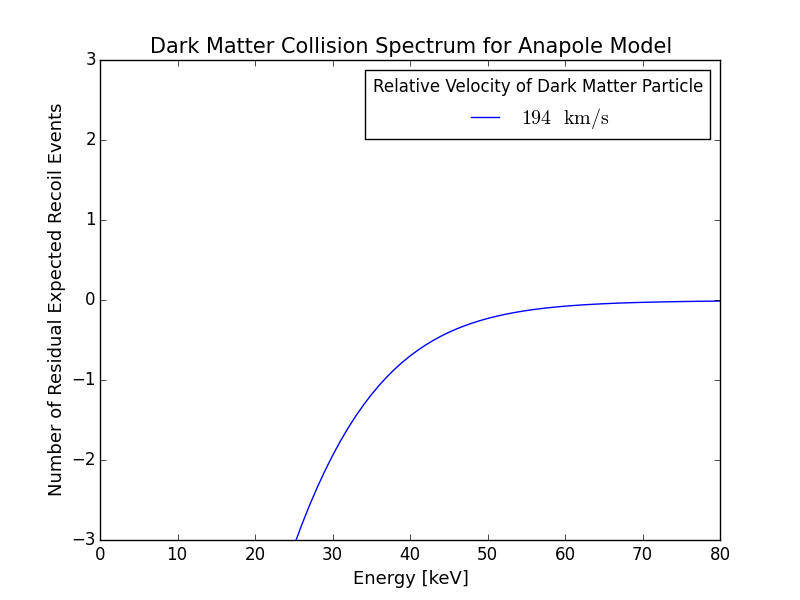 Dark Matter Collision Spectrum for Anapole Model
Relative Velocity of Dark Matter Particle
194 km/s
Number of Residual Expected Recoil Events
3
2
1
0
−1
−2
−3
0 10 20 30 40 50 60 70 80
Energy [keV]